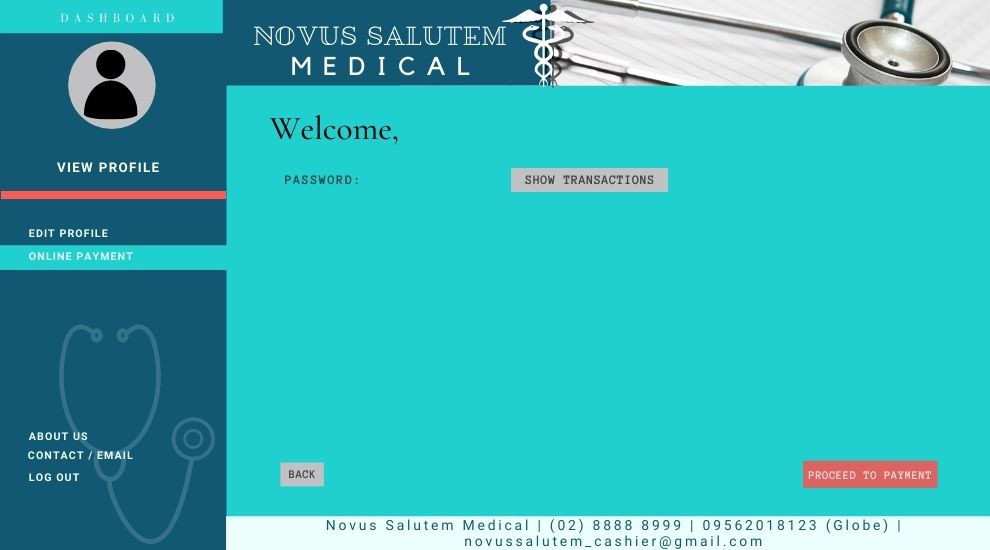 DASHBOARD
NOVUS SALUTEM
MEDICAL
VIEW PROFILE
EDIT PROFILE
ONLINE PAYMENT
ABOUT US
CONTACT / EMAIL
LOG OUT
Welcome,
PASSWORD:
SHOW TRANSACTIONS
BACK
PROCEED TO PAYMENT
Novus Salutem Medical | (02) 8888 8999 | 09562018123 (Globe) |
novussalutem_cashier@gmail.com